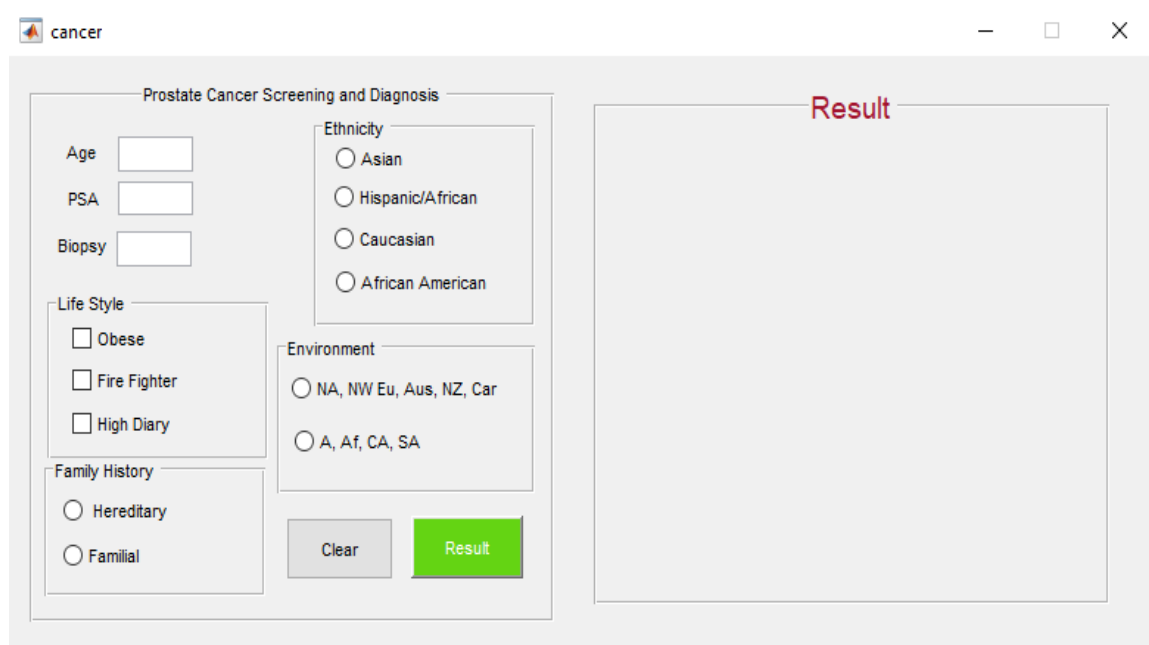 cancer
Prostate Cancer Screening and Diagnosis
Age
PSA
Biopsy
Ethnicity
Asian
Hispanic/African
Caucasian
African American
Life Style
Obese
Fire Fighter
High Diary
Environment
NA, NW Eu, Aus, NZ, Car
A, Af, CA, SA
Family History
Hereditary
Familial
Clear
Result
Result